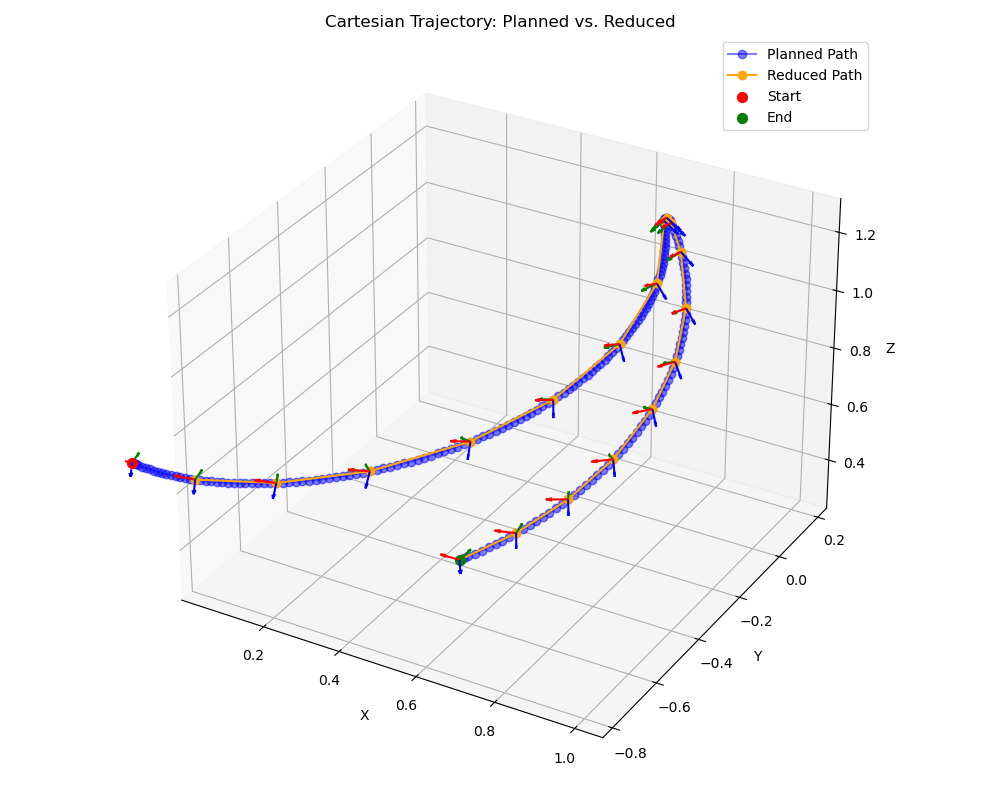 Cartesian Trajectory: Planned vs. Reduced
Planned Path
Reduced Path
Start
End
1.2
1.0
0.8
0.6
0.4
Z
0.2
0.0
−0.2
−0.4
−0.6
−0.8
Y
0.2
0.4
0.6
0.8
1.0
X